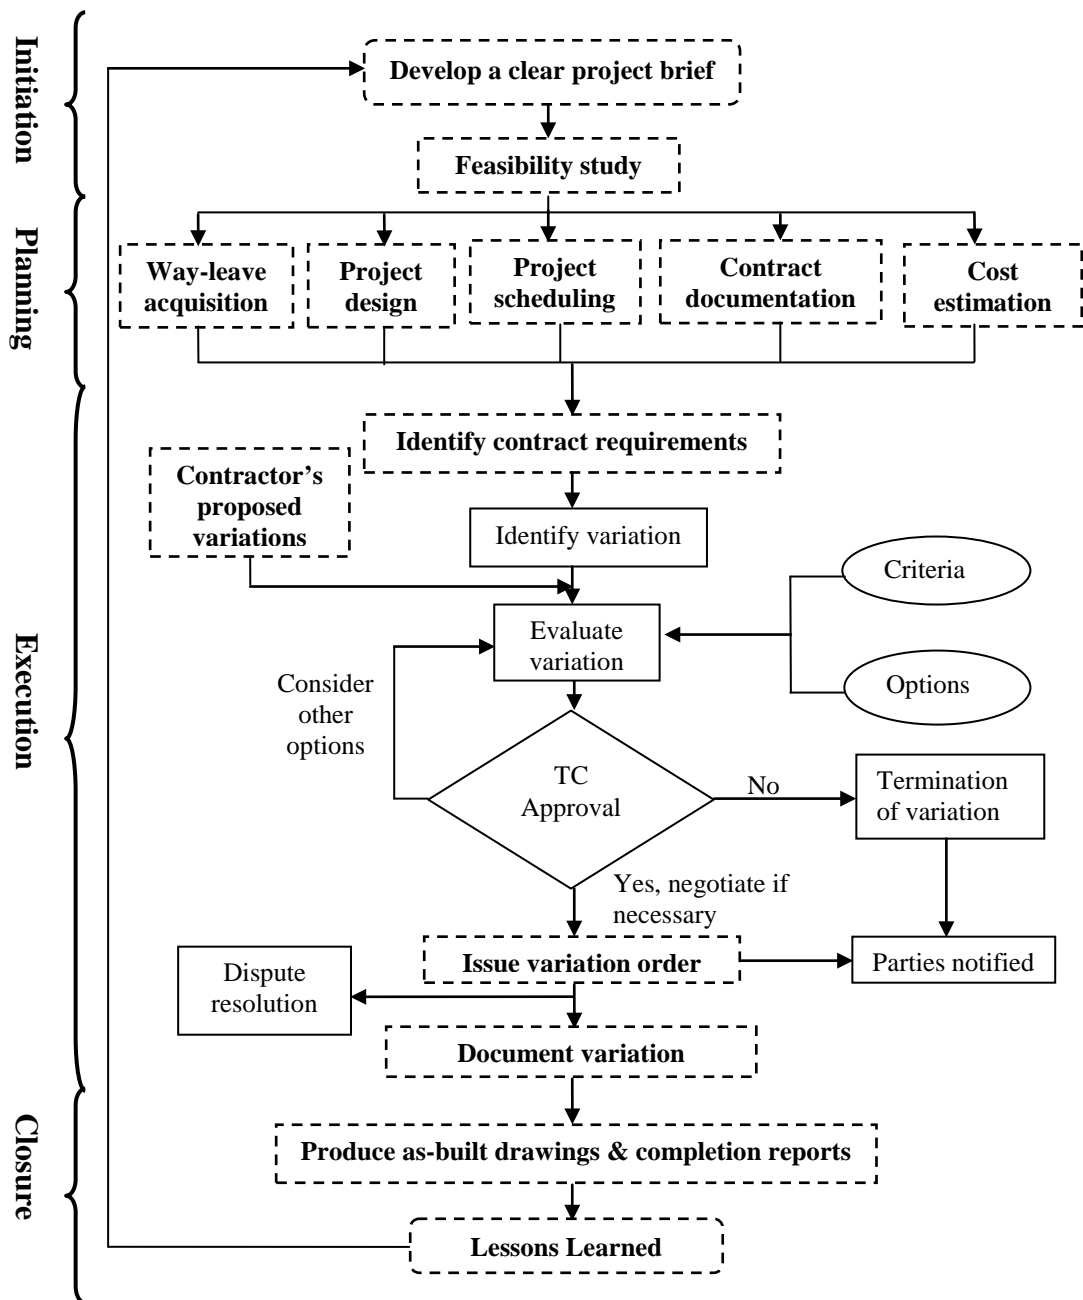 Initiation
Develop a clear project brief
Feasibility study
Planning
Way-leave
acquisition
Project
design
Project
scheduling
Contract
documentation
Cost
estimation
Execution
Identify contract requirements
Contractor’s
proposed
variations
Identify variation
Criteria
Evaluate
variation
Options
Consider
other
options
TC
Approval
No
Termination
of variation
Yes, negotiate if
necessary
Issue variation order
Parties notified
Dispute
resolution
Document variation
Closure
Produce as-built drawings & completion reports
Lessons Learned